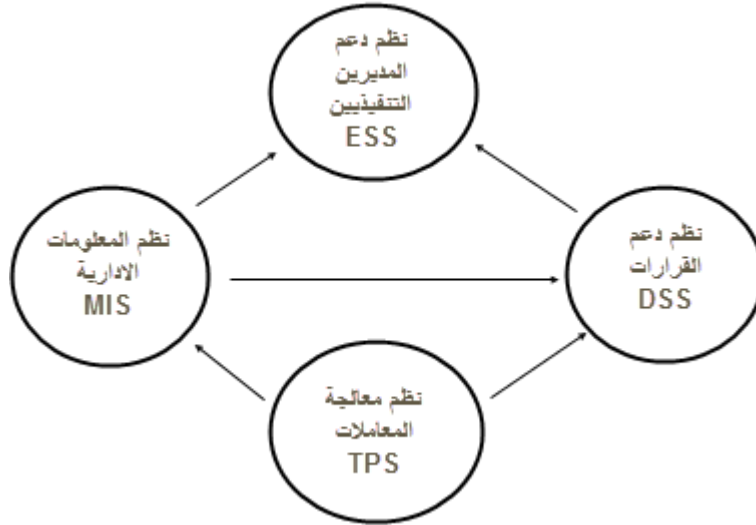 نظم دعم
المديرين
التنفيذيين
ESS
نظم المعلومات
الادارية
MIS
نظم دعم
القرارات
DSS
نظم معالجة
المعاملات
TPS